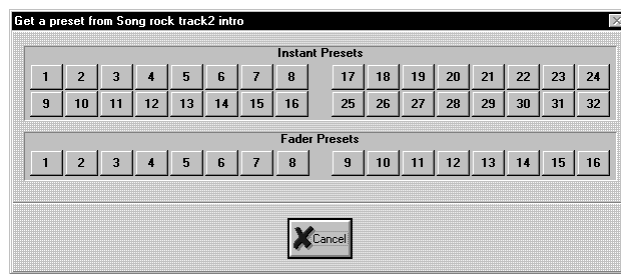 Get a preset from Song rock track2 intro
Instant Presets
1 2 3 4 5 6 7 8 17 18 19 20 21 22 23 24
9 10 11 12 13 14 15 16 25 26 27 28 29 30 31 32
Fader Presets
1 2 3 4 5 6 7 8 9 10 11 12 13 14 15 16
Cancel